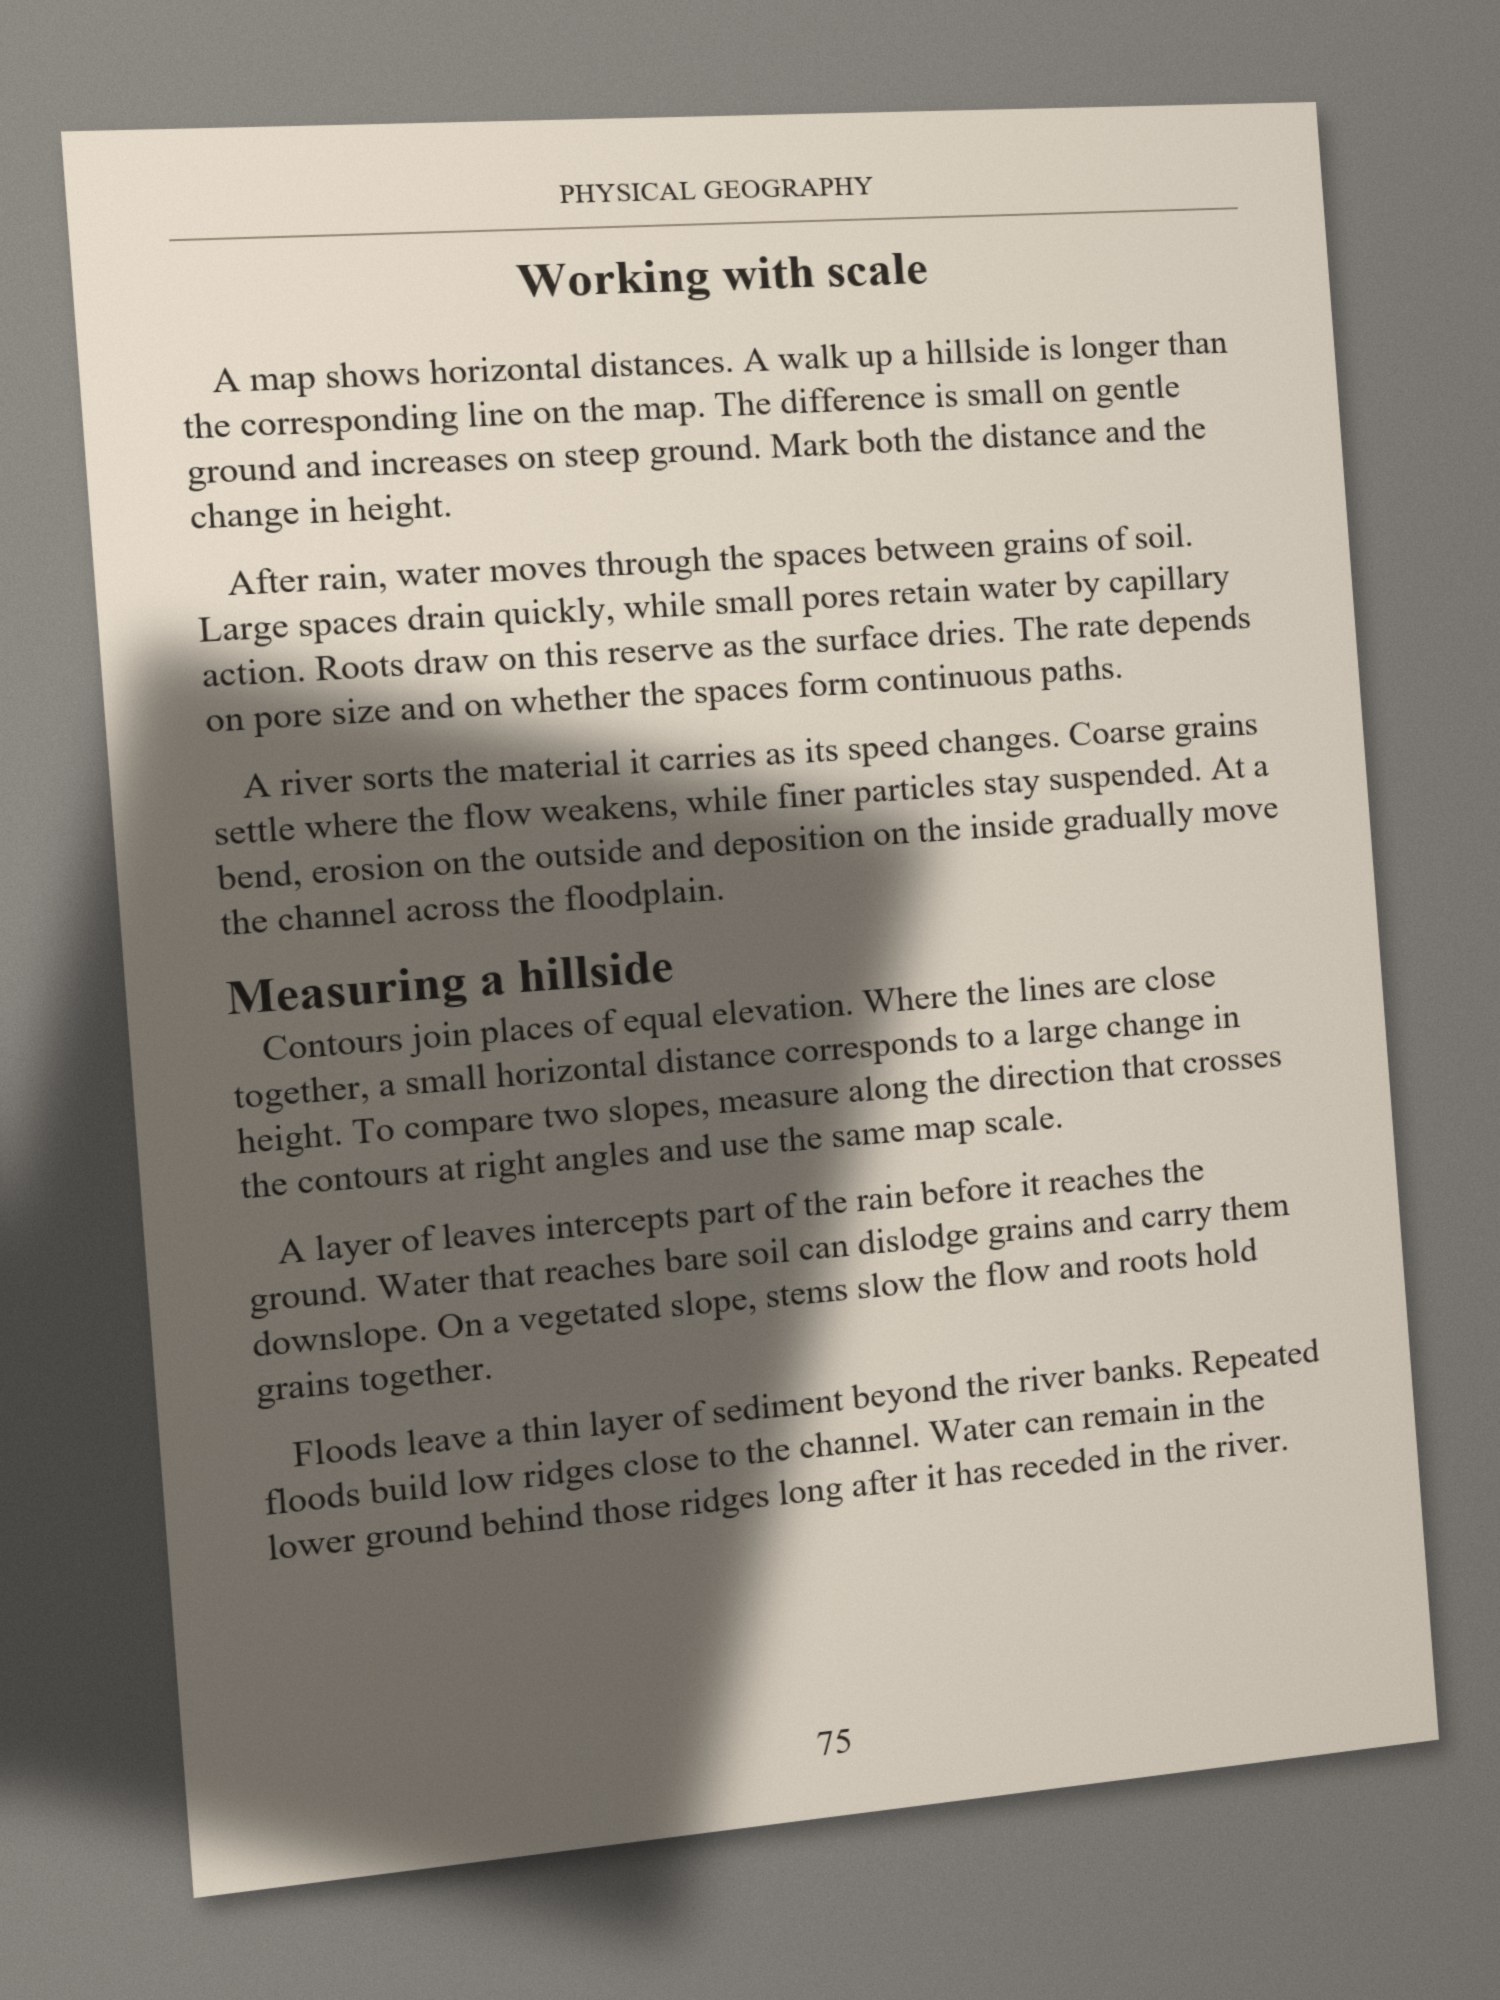 PHYSICAL GEOGRAPHY
Working with scale
A map shows horizontal distances. A walk up a hillside is longer than
the corresponding line on the map. The difference is small on gentle
ground and increases on steep ground. Mark both the distance and the
change in height.
After rain, water moves through the spaces between grains of soil.
Large spaces drain quickly, while small pores retain water by capillary
action. Roots draw on this reserve as the surface dries. The rate depends
on pore size and on whether the spaces form continuous paths.
A river sorts the material it carries as its speed changes. Coarse grains
settle where the flow weakens, while finer particles stay suspended. At a
bend, erosion on the outside and deposition on the inside gradually move
the channel across the floodplain.
Measuring a hillside
Contours join places of equal elevation. Where the lines are close
together, a small horizontal distance corresponds to a large change in
height. To compare two slopes, measure along the direction that crosses
the contours at right angles and use the same map scale.
A layer of leaves intercepts part of the rain before it reaches the
ground. Water that reaches bare soil can dislodge grains and carry them
downslope. On a vegetated slope, stems slow the flow and roots hold
grains together.
Floods leave a thin layer of sediment beyond the river banks. Repeated
floods build low ridges close to the channel. Water can remain in the
lower ground behind those ridges long after it has receded in the river.
75